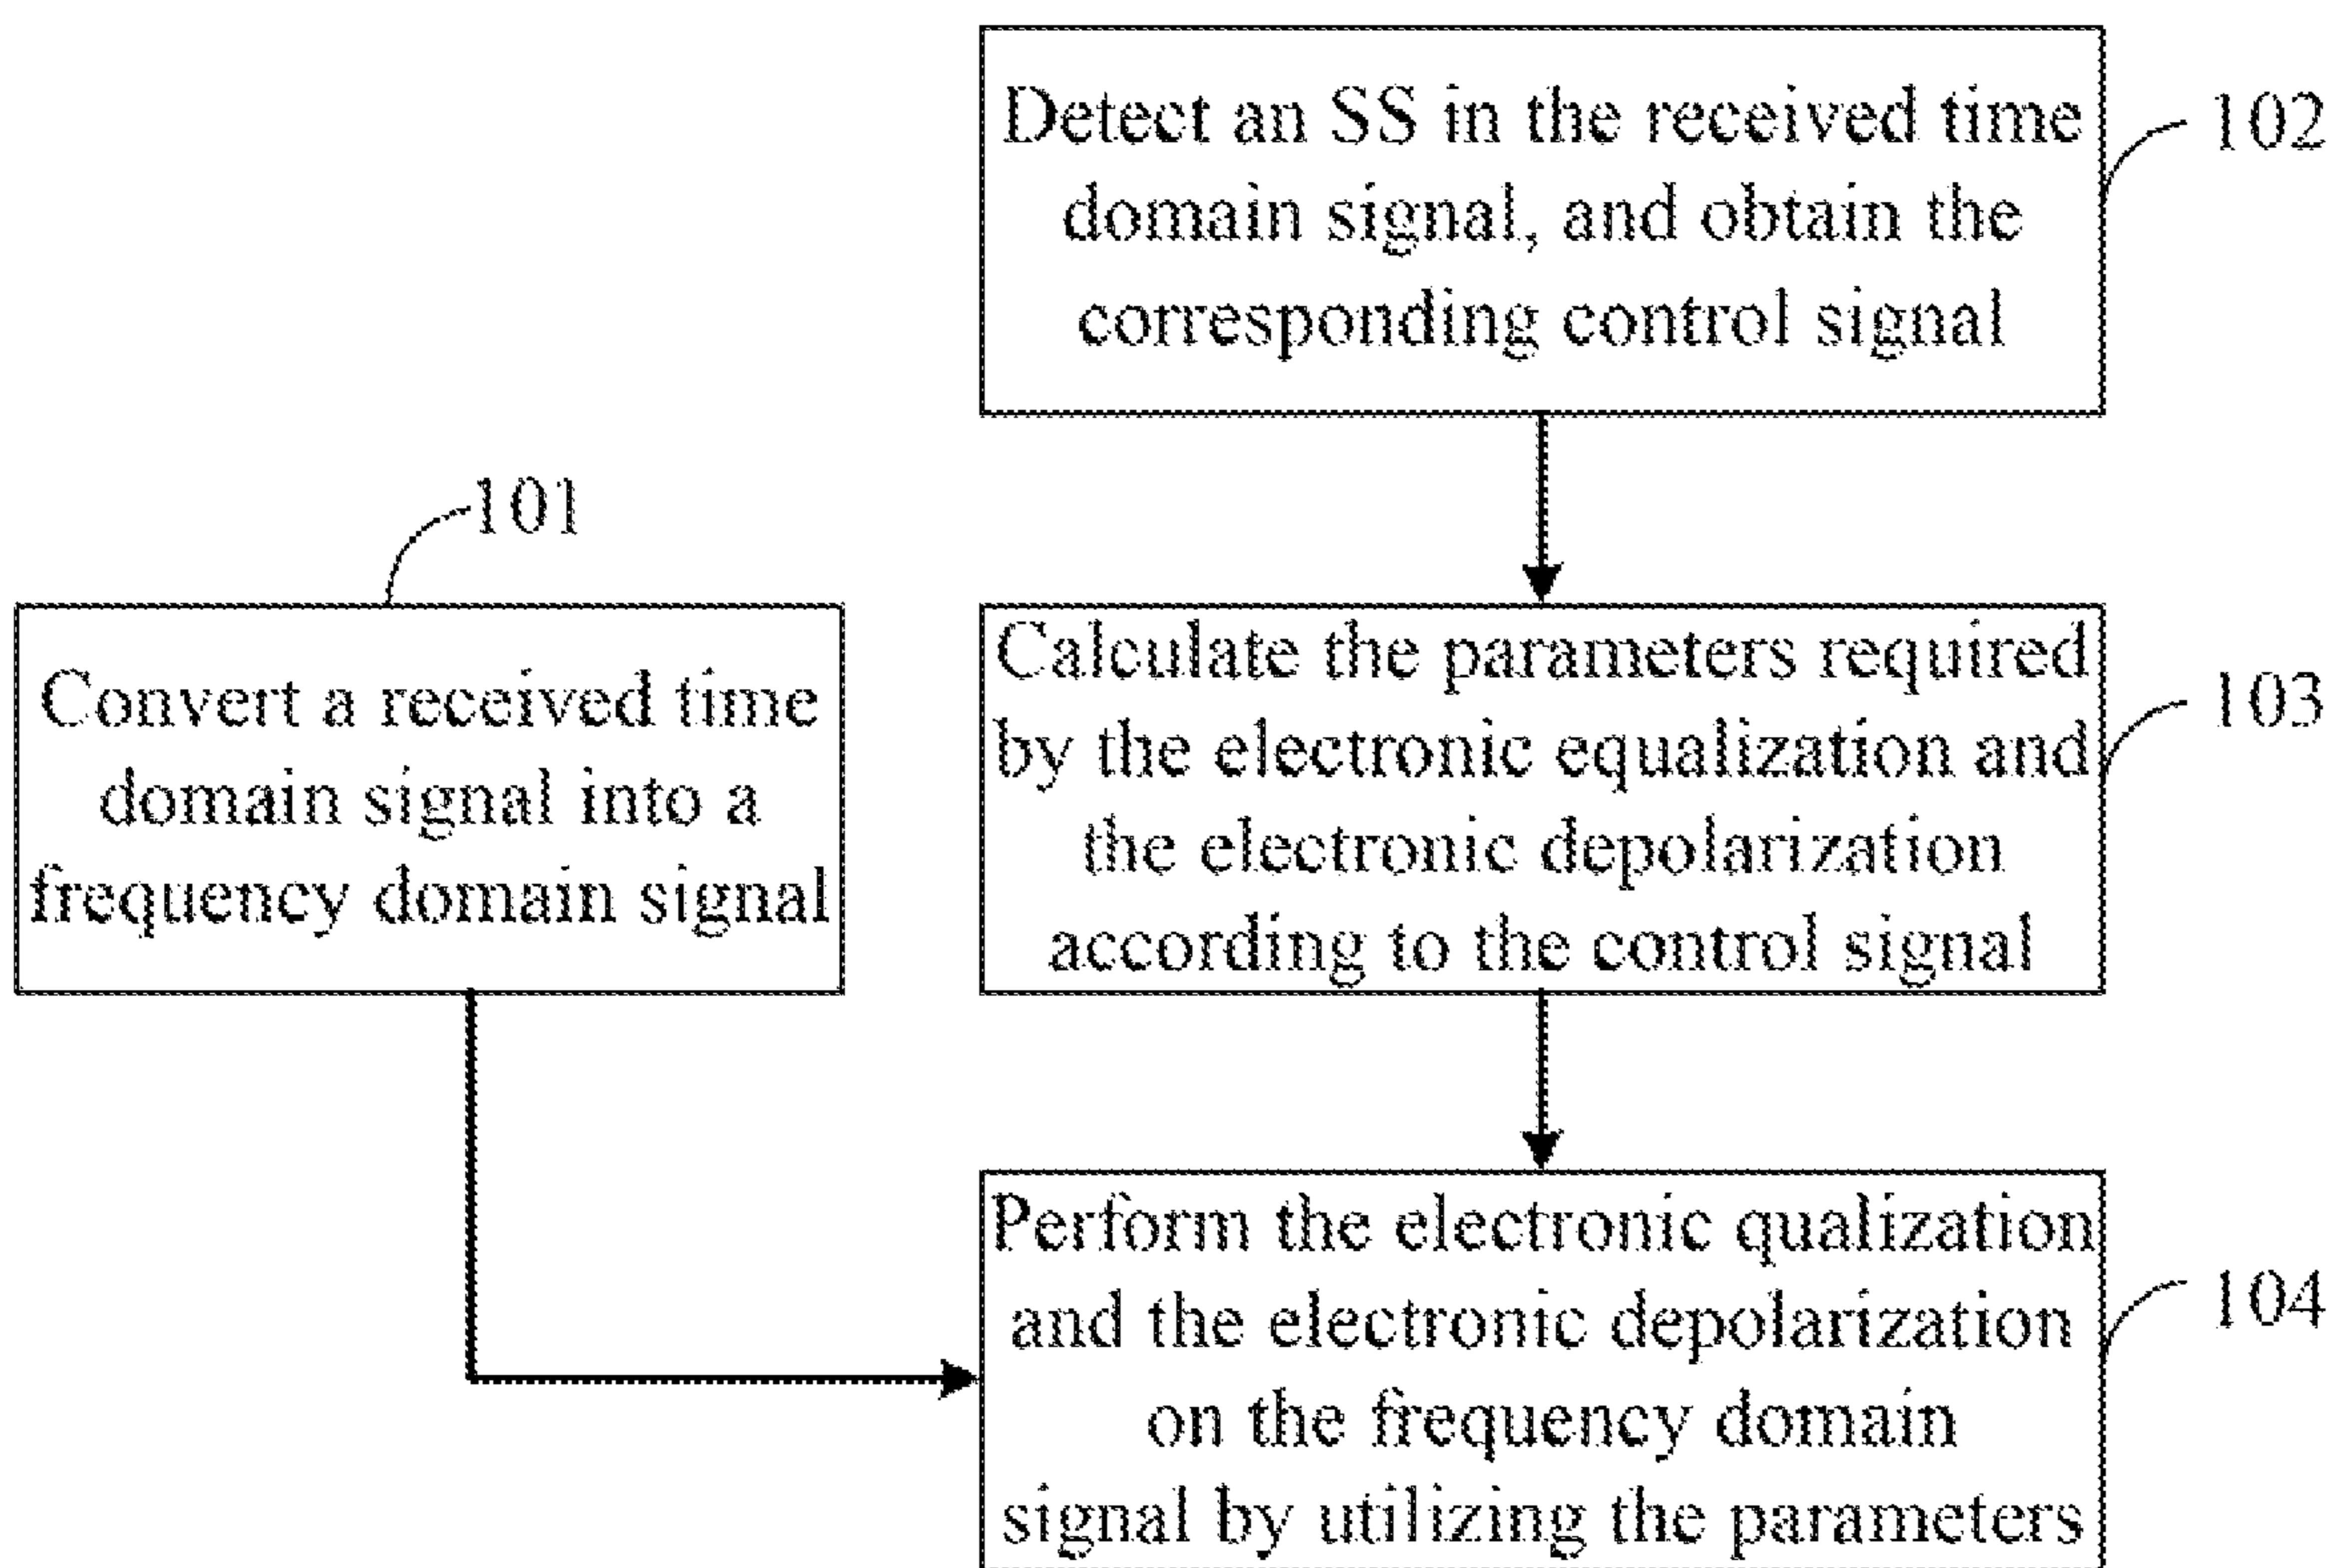 Detect an SS in the received time
domain signal, and obtain the
corresponding control signal
102
101
Convert a received time
domain signal into a
frequency domain signal
Calculate the parameters required
by the electronic equalization and
the electronic depolarization
according to the control signal
103
Perform the electronic qualization
and the electronic depolarization
on the frequency domain
signal by utilizing the parameters
104